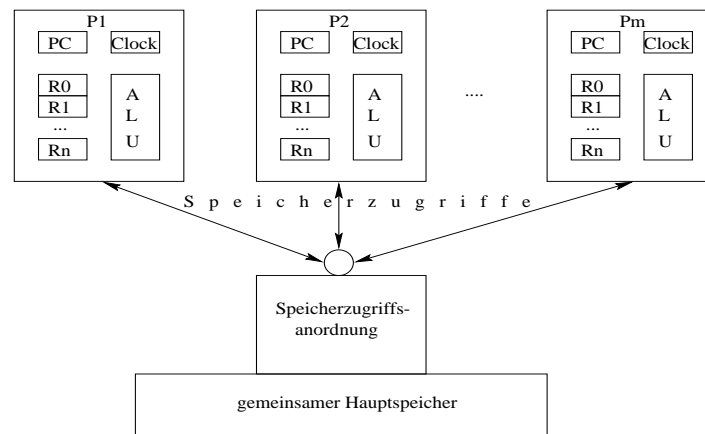 P1
P2
Pm
PC Clock
PC Clock
PC Clock
R0
R1
...
Rn
A
L
U
R0
R1
...
Rn
A
L
U
....
R0
R1
...
Rn
A
L
U
Speicherzugriffe
Speicherzugriffs-
anordnung
gemeinsamer Hauptspeicher